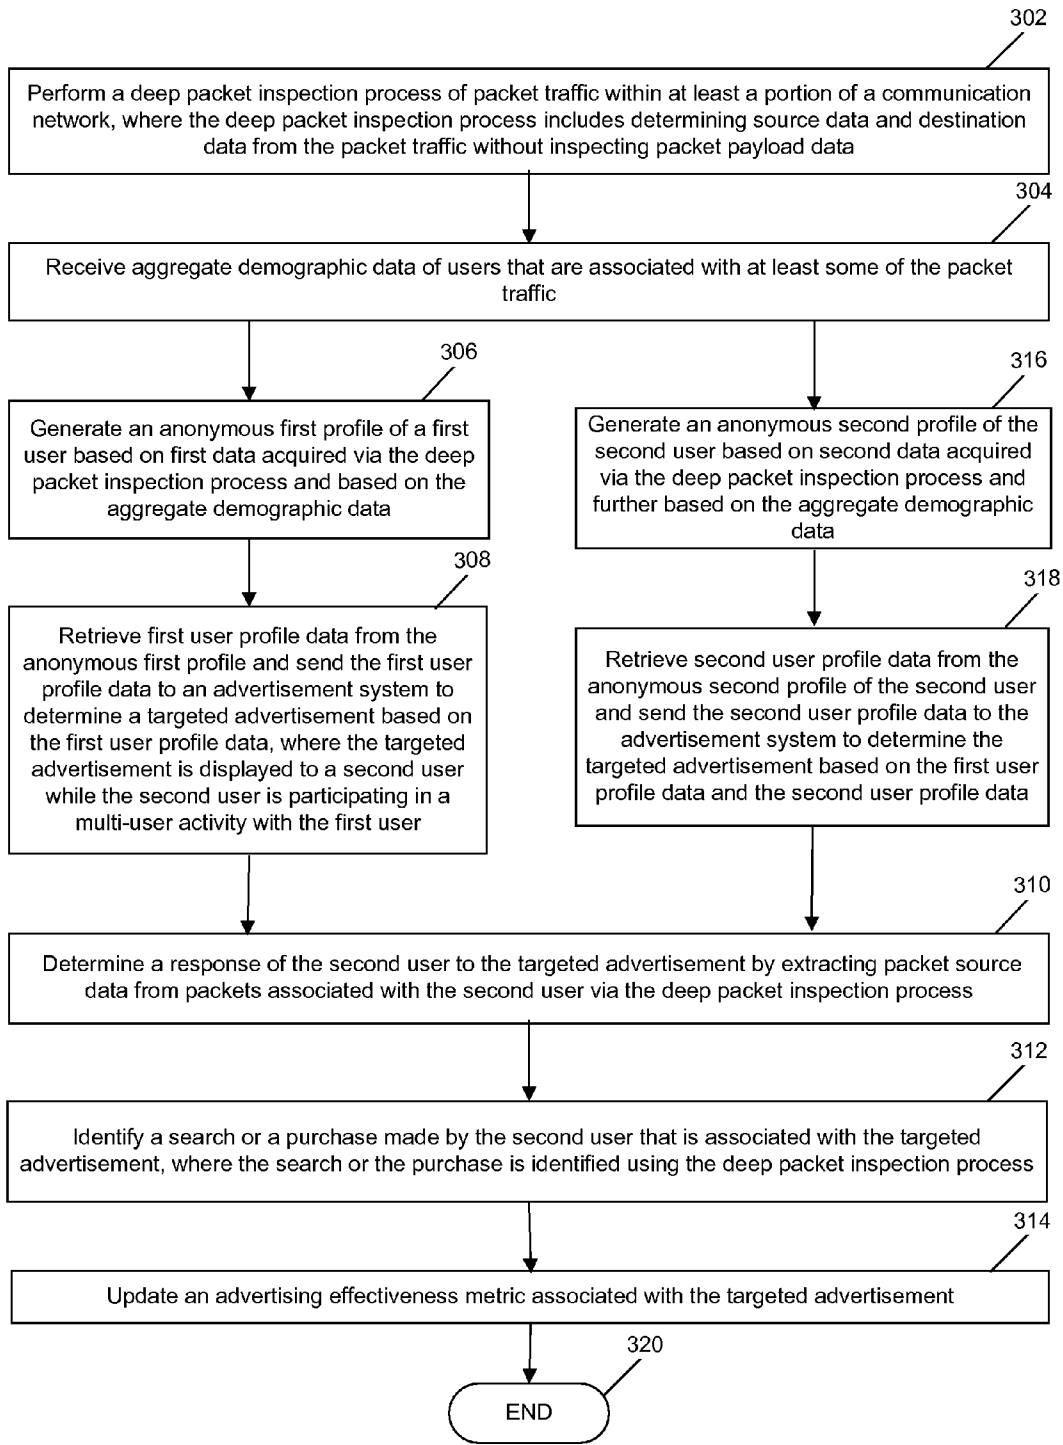 302
Perform a deep packet inspection process of packet traffic within at least a portion of a communication
network, where the deep packet inspection process includes determining source data and destination
data from the packet traffic without inspecting packet payload data
304
Receive aggregate demographic data of users that are associated with at least some of the packet
traffic
306
Generate an anonymous first profile of a first
user based on first data acquired via the deep
packet inspection process and based on the
aggregate demographic data
316
Generate an anonymous second profile of the
second user based on second data acquired
via the deep packet inspection process and
further based on the aggregate demographic
data
308
Retrieve first user profile data from the
anonymous first profile and send the first user
profile data to an advertisement system to
determine a targeted advertisement based on
the first user profile data, where the targeted
advertisement is displayed to a second user
while the second user is participating in a
multi-user activity with the first user
318
Retrieve second user profile data from the
anonymous second profile of the second user
and send the second user profile data to the
advertisement system to determine the
targeted advertisement based on the first user
profile data and the second user profile data
310
Determine a response of the second user to the targeted advertisement by extracting packet source
data from packets associated with the second user via the deep packet inspection process
312
Identify a search or a purchase made by the second user that is associated with the targeted
advertisement, where the search or the purchase is identified using the deep packet inspection process
314
Update an advertising effectiveness metric associated with the targeted advertisement
320
END